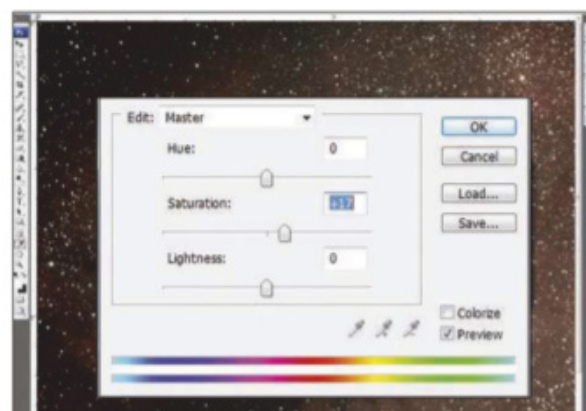 Edit: Master
OK
Hue: 0
Cancel
Saturation: +17
Load...
Save...
Lightness: 0
Colorize
Preview